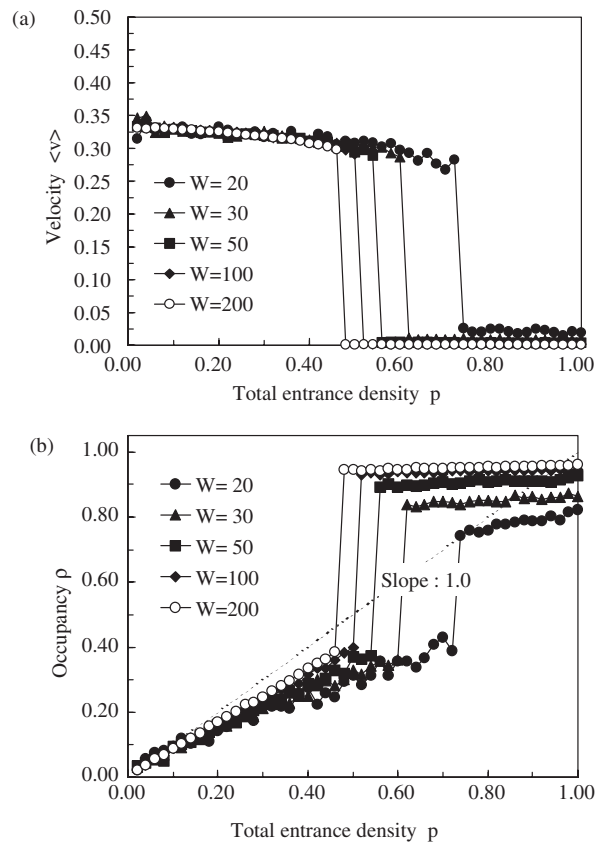 (a)
0.50
0.45
0.40
0.35
0.30
0.25
0.20
0.15
0.10
0.05
0.00
Velocity <v>
W= 20
W= 30
W= 50
W=100
W=200
0.00 0.20 0.40 0.60 0.80 1.00
Total entrance density p
(b)
1.00
0.80
0.60
0.40
0.20
0.00
Occupancy ρ
W= 20
W= 30
W= 50
W=100
W=200
Slope : 1.0
0.00 0.20 0.40 0.60 0.80 1.00
Total entrance density p